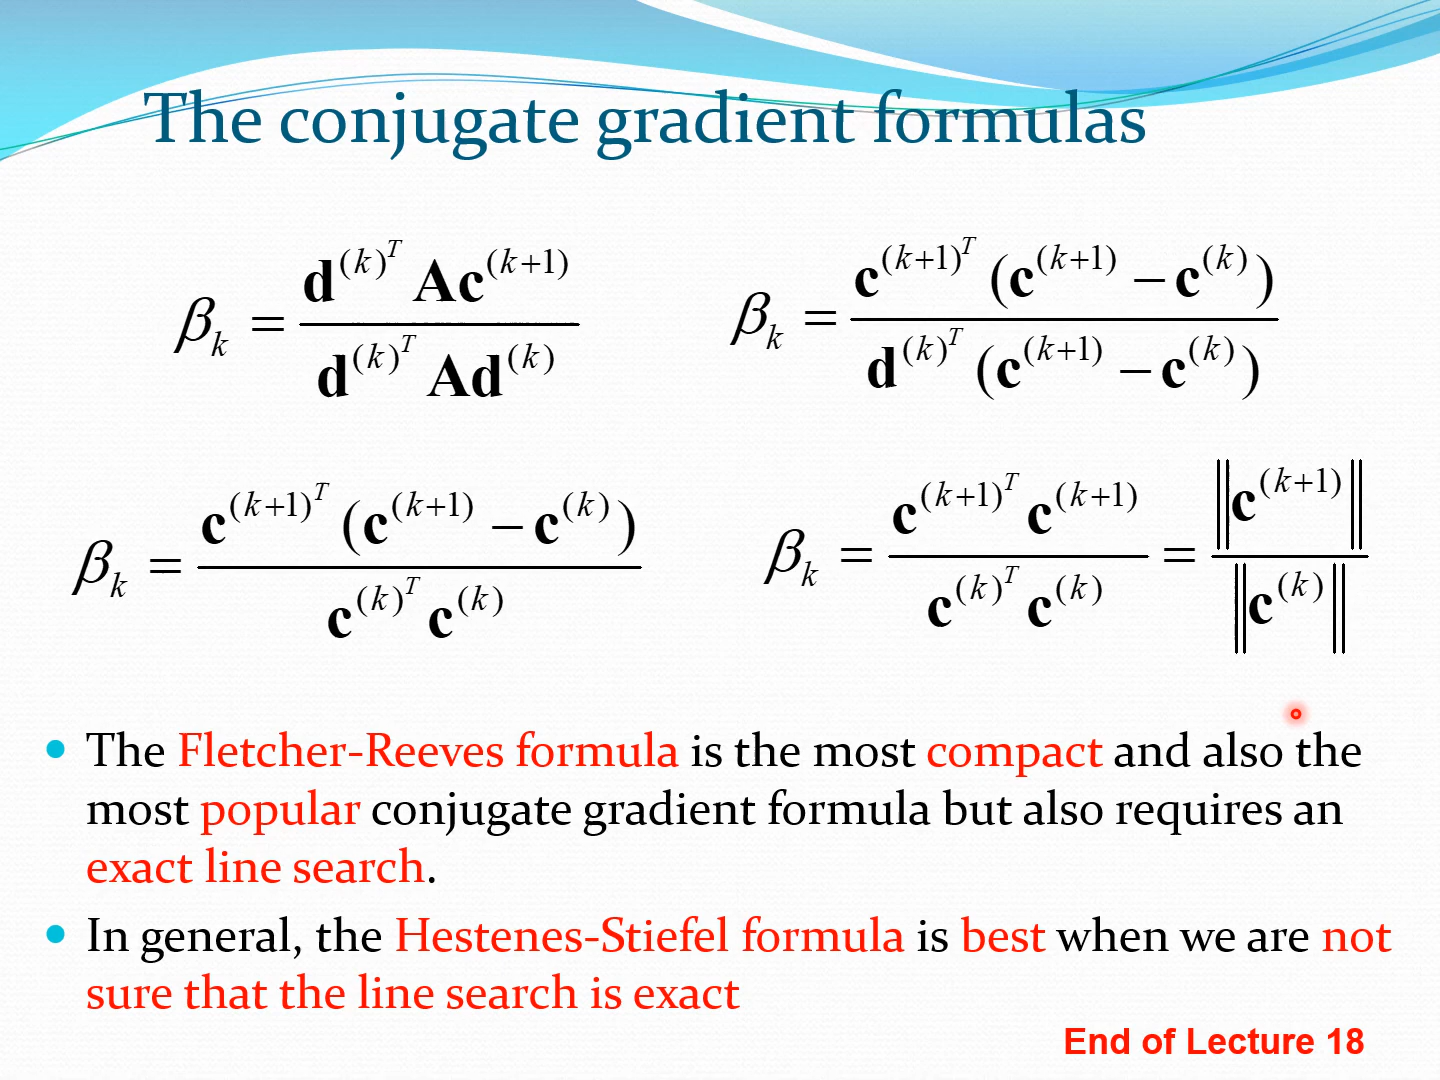 The conjugate gradient formulas
β_k = d^(k)^T A c^(k+1) / d^(k)^T A d^(k)
β_k = c^(k+1)^T (c^(k+1) − c^(k)) / d^(k)^T (c^(k+1) − c^(k))
β_k = c^(k+1)^T (c^(k+1) − c^(k)) / c^(k)^T c^(k)
β_k = c^(k+1)^T c^(k+1) / c^(k)^T c^(k) = ||c^(k+1)|| / ||c^(k)||
• The Fletcher-Reeves formula is the most compact and also the
most popular conjugate gradient formula but also requires an
exact line search.
• In general, the Hestenes-Stiefel formula is best when we are not
sure that the line search is exact
End of Lecture 18